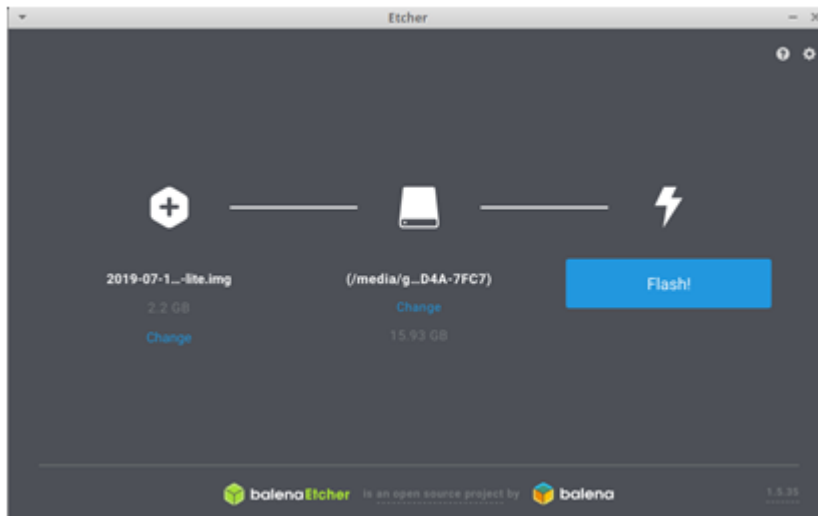 Etcher
2019-07-1...-lite.img
2.2 GB
Change
(/media/g...D4A-7FC7)
Change
15.93 GB
Flash!
balenaEtcher is an open source project by balena
1.5.35